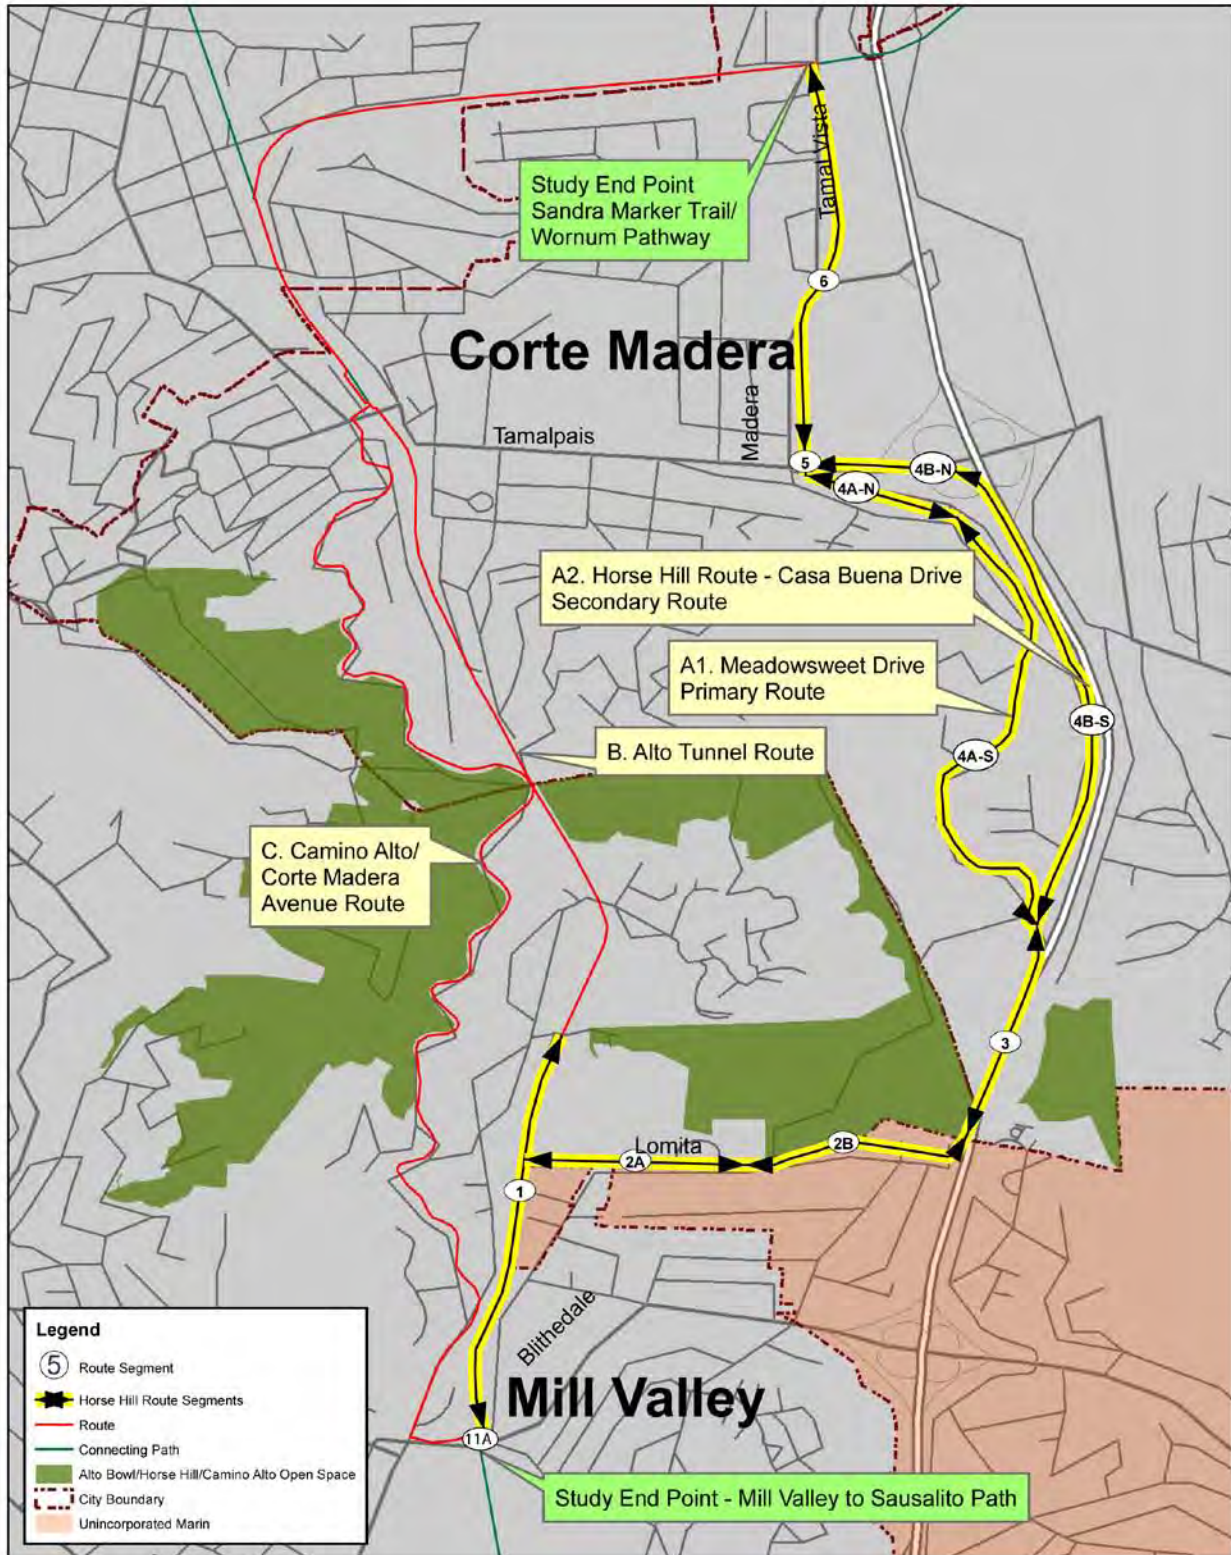 Study End Point
Sandra Marker Trail/
Wornum Pathway
Tamal Vista
6
Corte Madera
Madera
Tamalpais
5
4B-N
4A-N
A2. Horse Hill Route - Casa Buena Drive
Secondary Route
A1. Meadowsweet Drive
Primary Route
4B-S
B. Alto Tunnel Route
4A-S
C. Camino Alto/
Corte Madera
Avenue Route
3
Lomita
2A
2B
1
Blithedale
Mill Valley
11A
Study End Point - Mill Valley to Sausalito Path
Legend
5 Route Segment
Horse Hill Route Segments
Route
Connecting Path
Alto Bowl/Horse Hill/Camino Alto Open Space
City Boundary
Unincorporated Marin